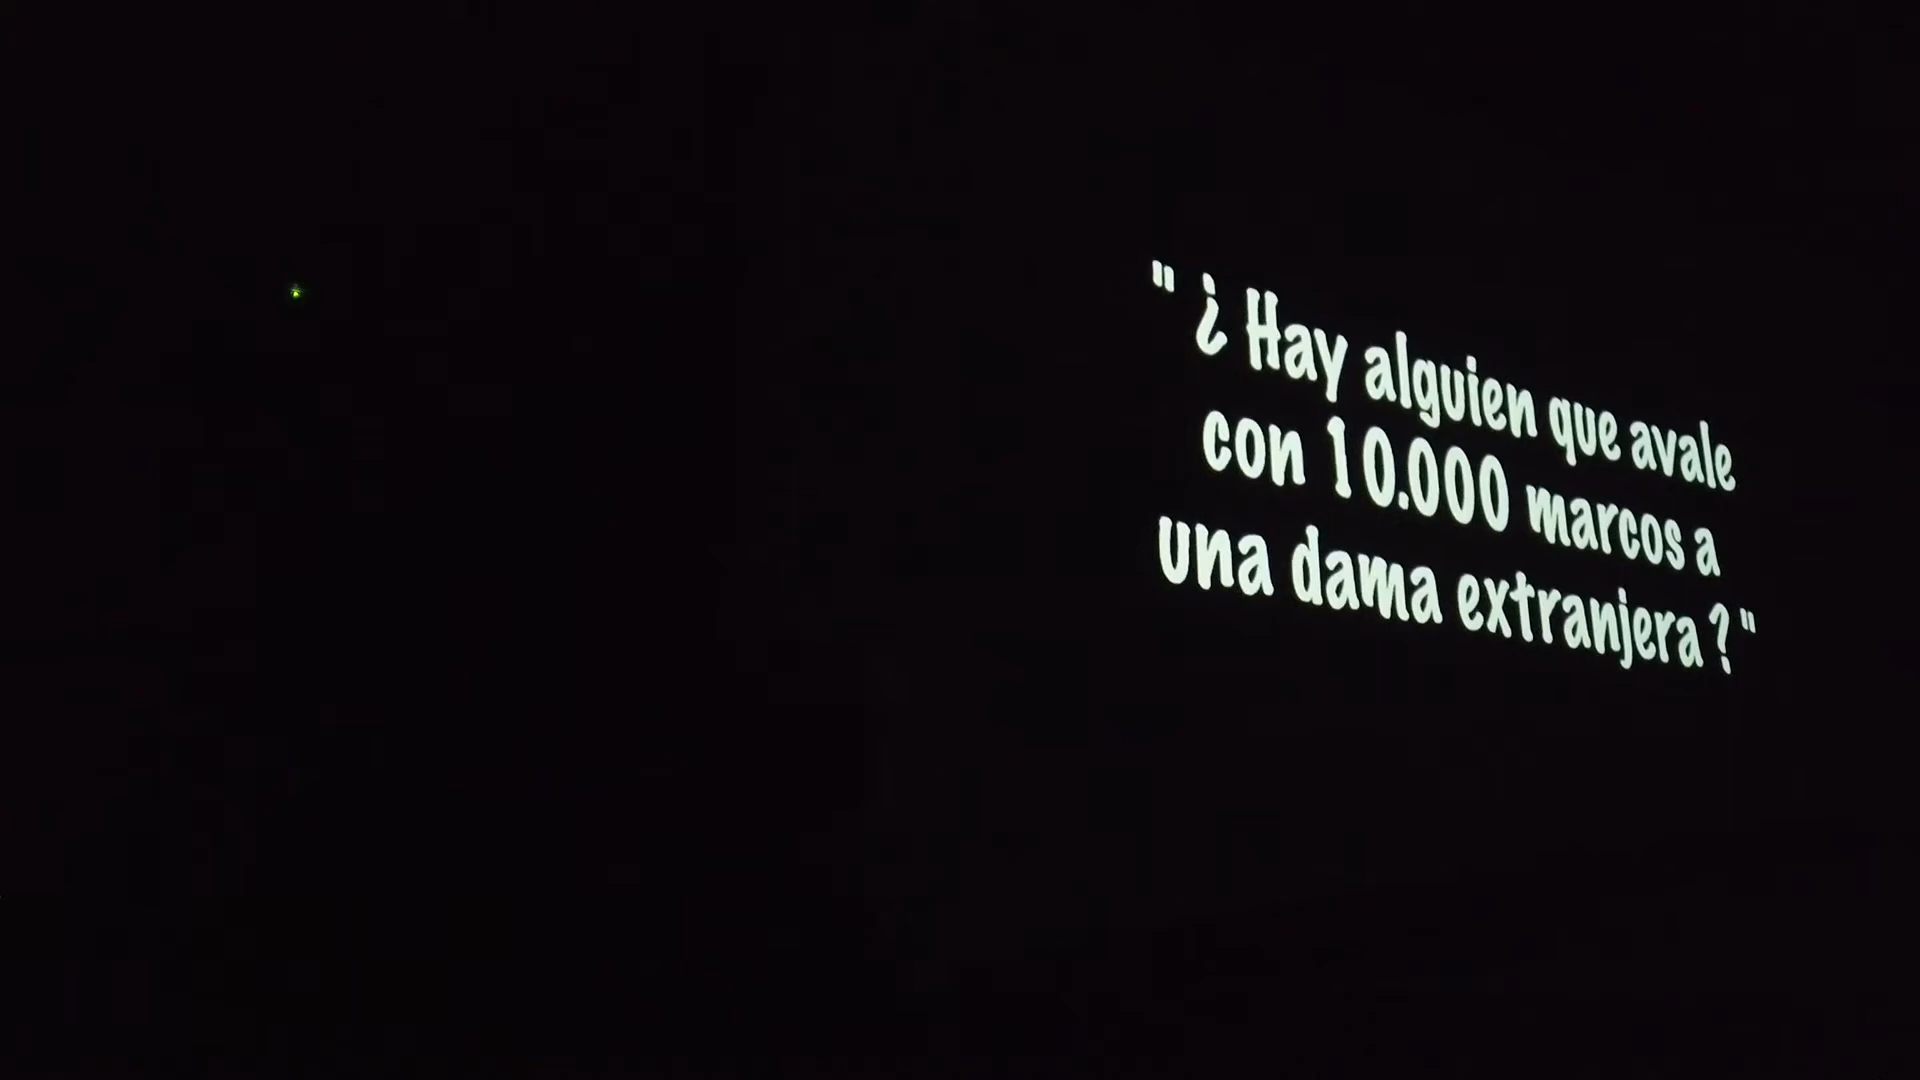 " ¿ Hay alguien que avale
con 10.000 marcos a
una dama extranjera ? "